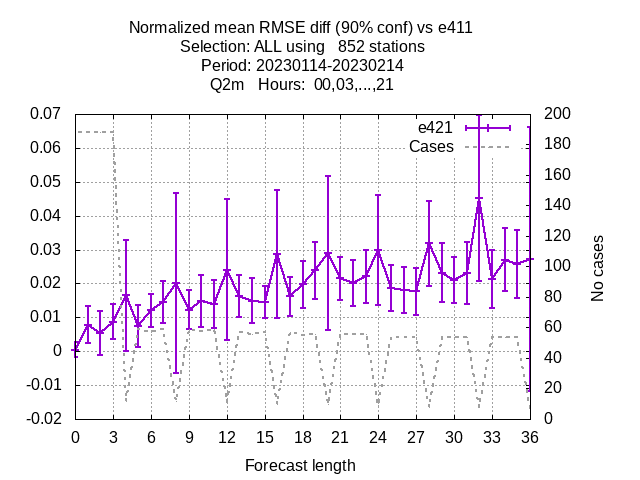 Normalized mean RMSE diff (90% conf) vs e411
Selection: ALL using   852 stations
Period: 20230114-20230214
Q2m   Hours:  00,03,...,21
0.07
0.06
0.05
0.04
0.03
0.02
0.01
0
-0.01
-0.02
e421
Cases
200
180
160
140
120
100
80
60
40
20
0
No cases
0 3 6 9 12 15 18 21 24 27 30 33 36
Forecast length